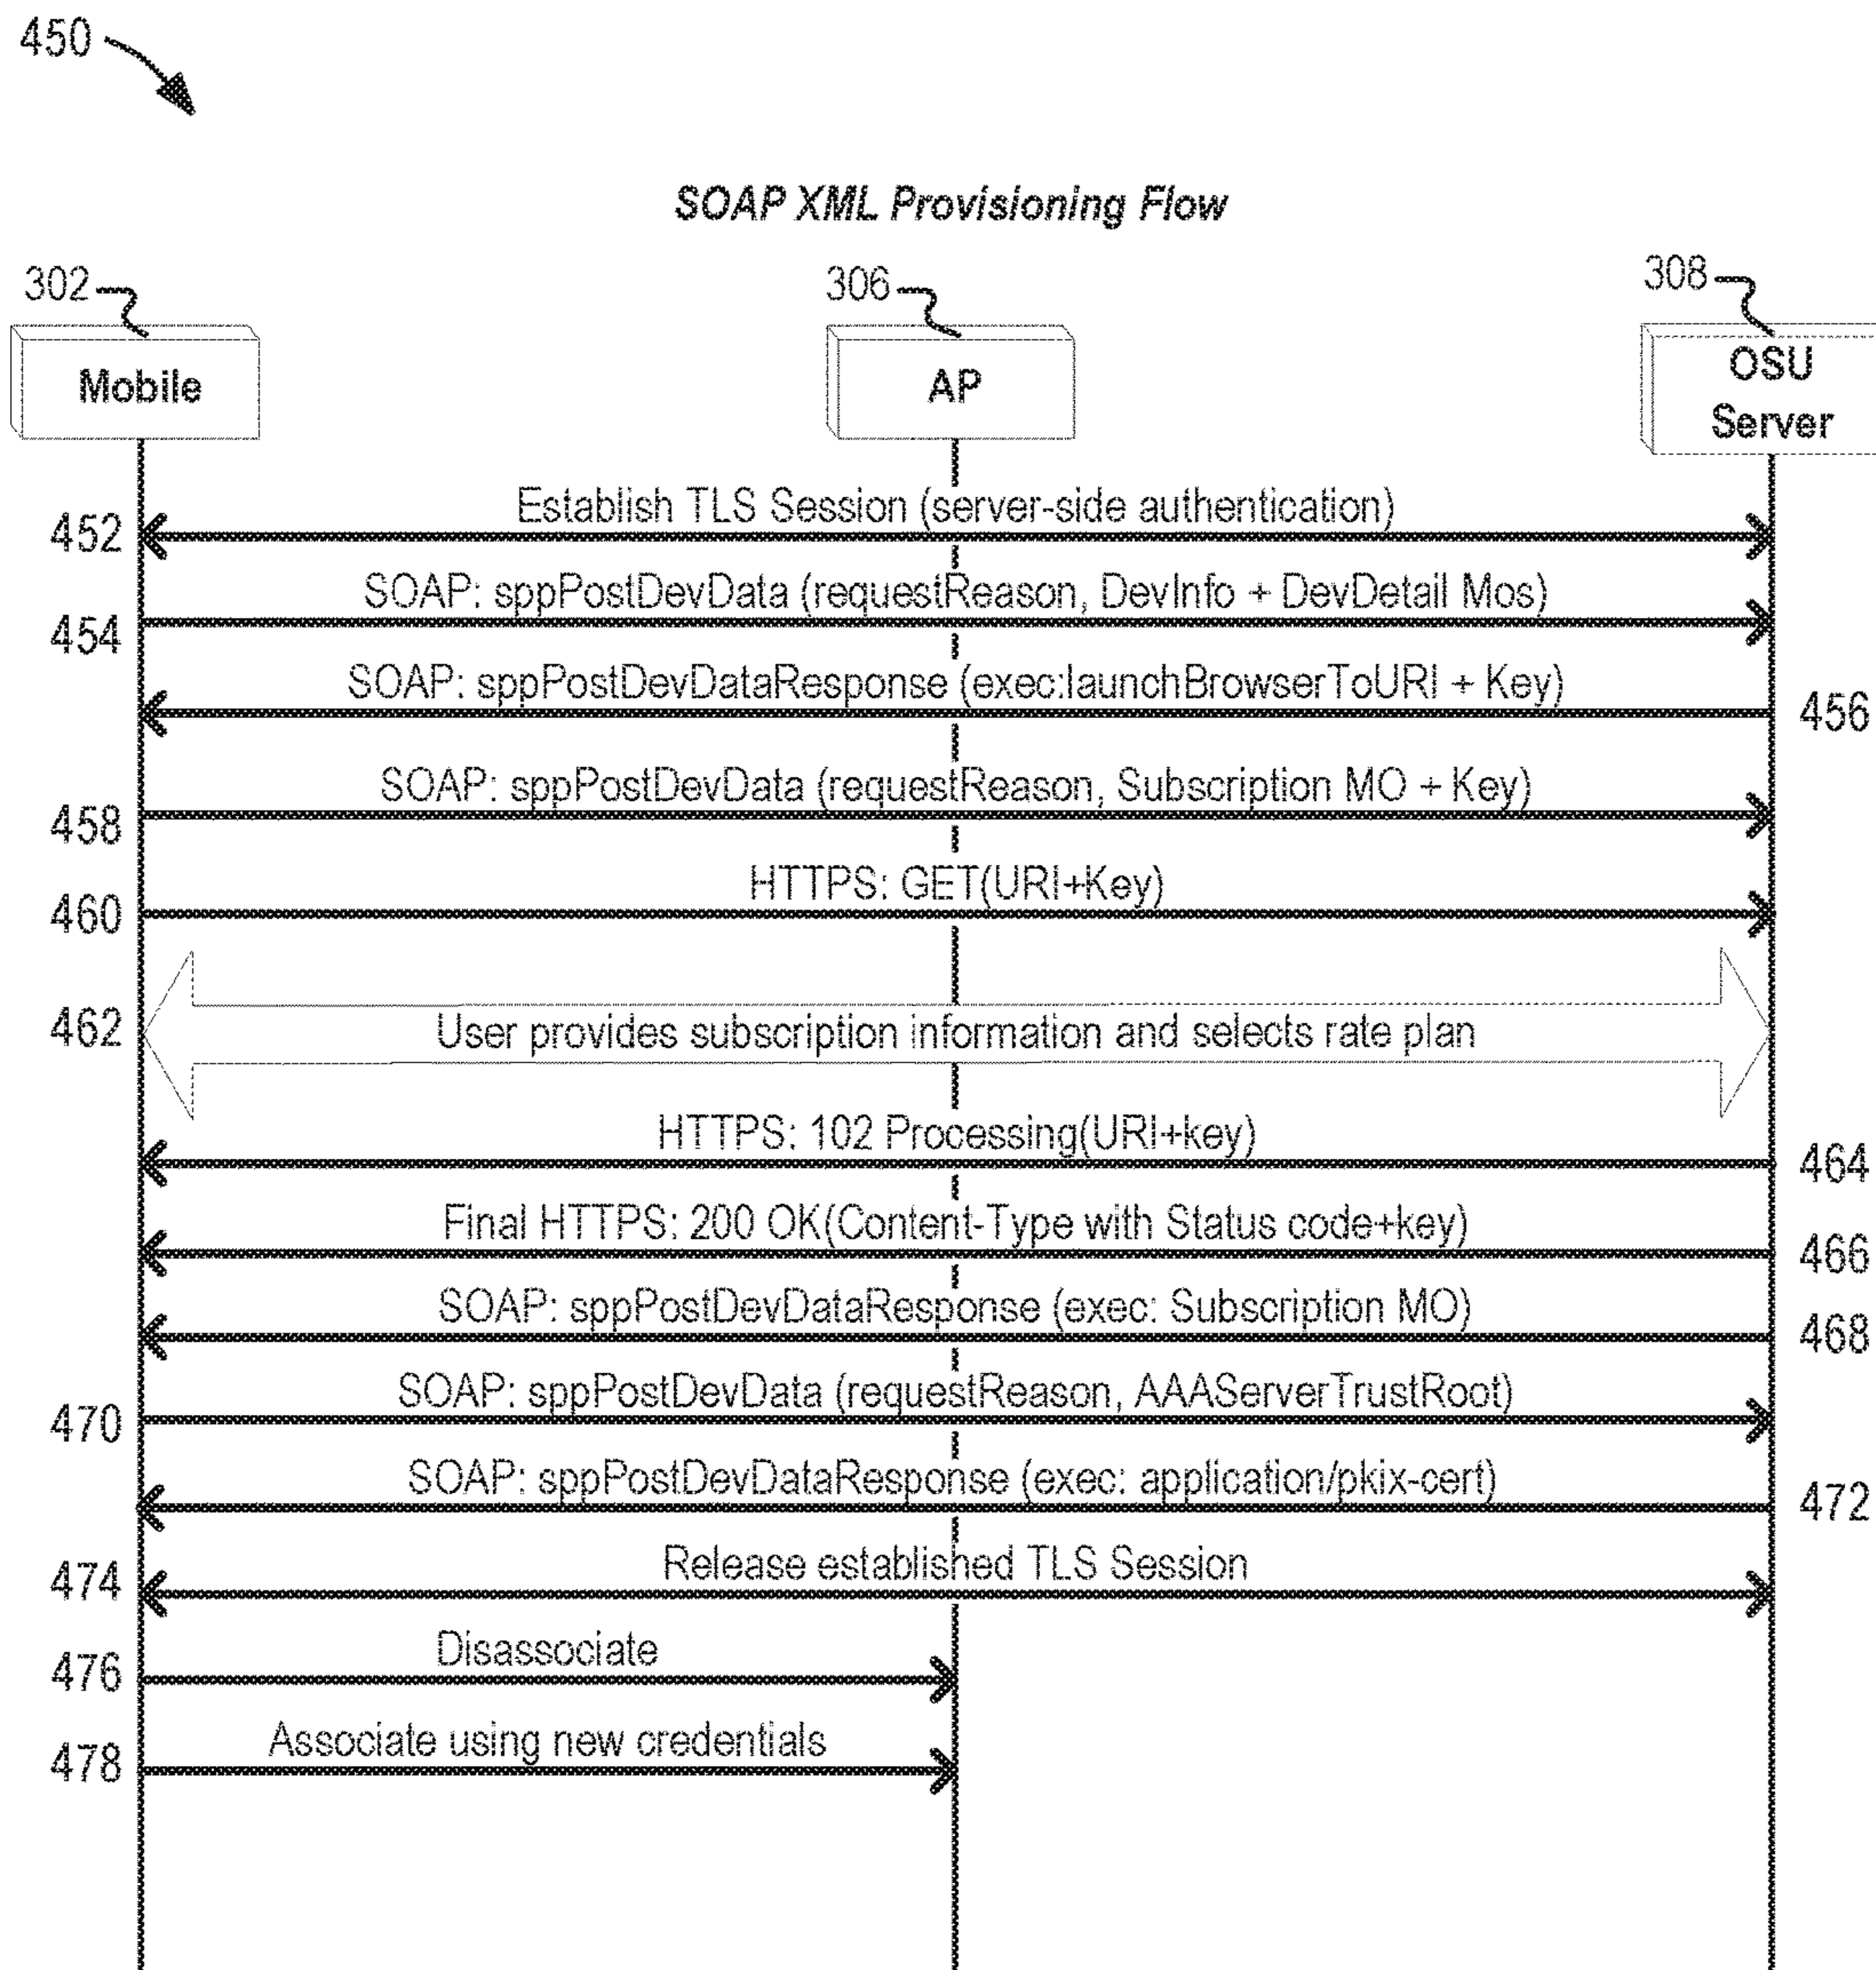 450
SOAP XML Provisioning Flow
302
306
308
Mobile
AP
OSU
Server
Establish TLS Session (server-side authentication)
452
SOAP: sppPostDevData (requestReason, DevInfo + DevDetail Mos)
454
SOAP: sppPostDevDataResponse (exec:launchBrowserToURI + Key)
456
SOAP: sppPostDevData (requestReason, Subscription MO + Key)
458
HTTPS: GET(URI+Key)
460
462
User provides subscription information and selects rate plan
HTTPS: 102 Processing(URI+key)
464
Final HTTPS: 200 OK(Content-Type with Status code+key)
466
SOAP: sppPostDevDataResponse (exec: Subscription MO)
468
SOAP: sppPostDevData (requestReason, AAAServerTrustRoot)
470
SOAP: sppPostDevDataResponse (exec: application/pkix-cert)
472
Release established TLS Session
474
Disassociate
476
Associate using new credentials
478